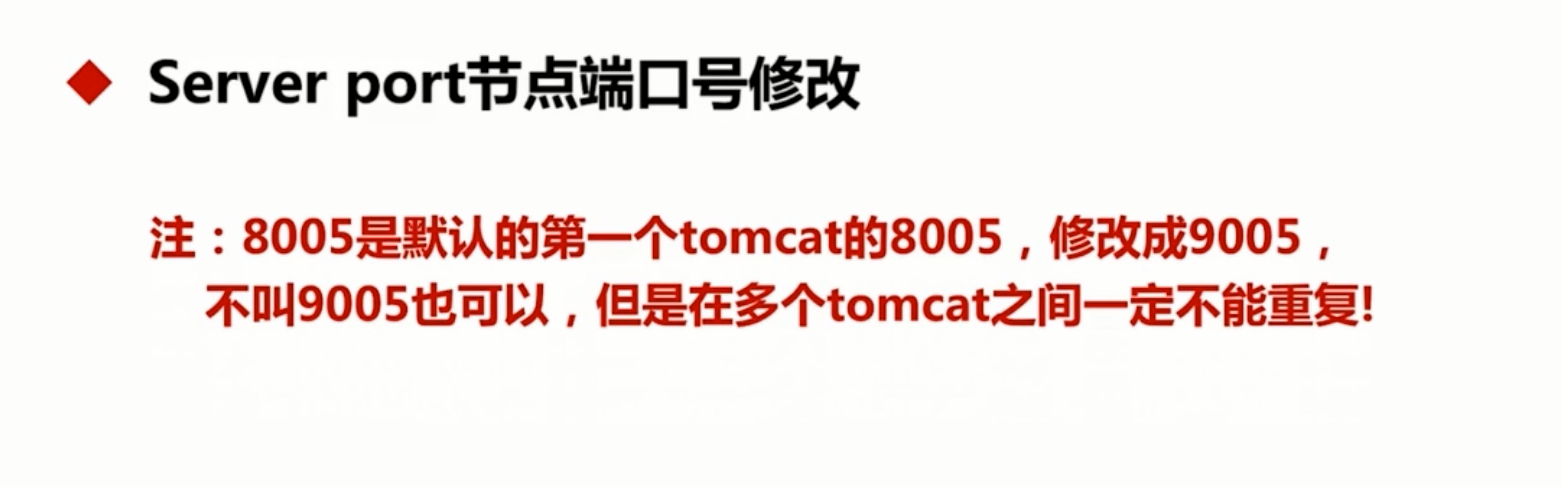 Server port节点端口号修改
注：8005是默认的第一个tomcat的8005，修改成9005，
不叫9005也可以，但是在多个tomcat之间一定不能重复!